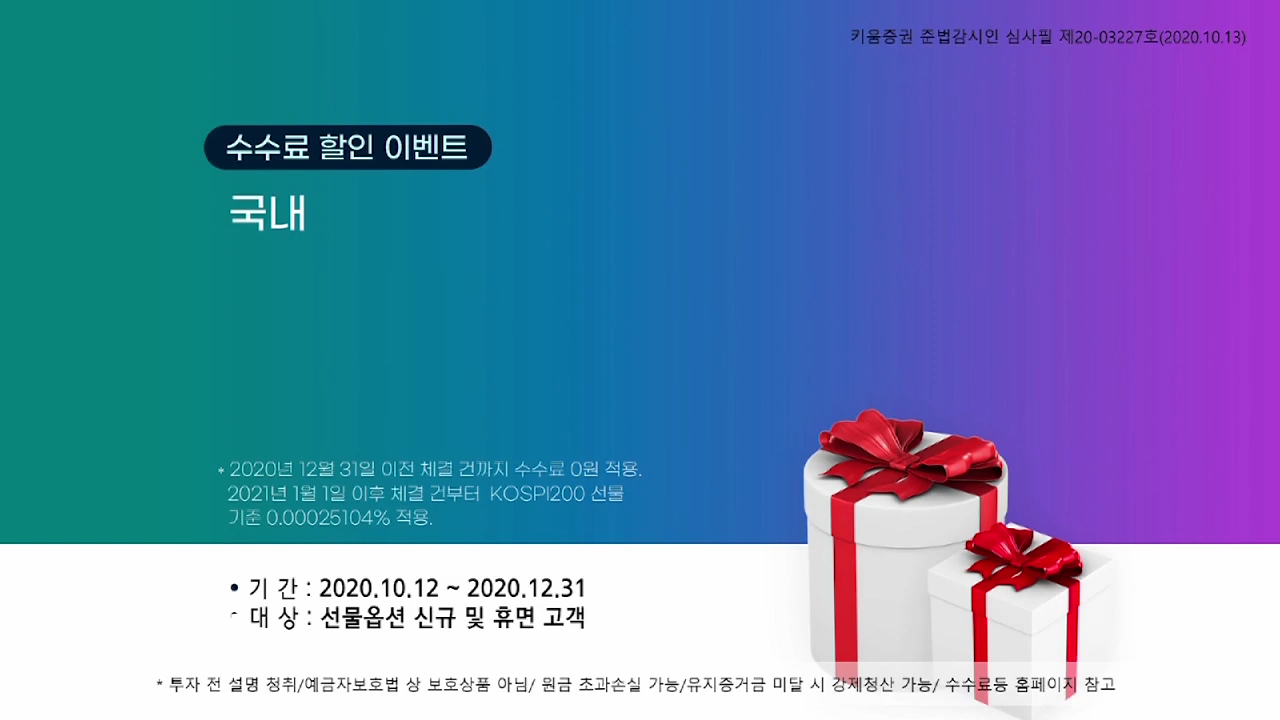 키움증권 준법감시인 심사필 제20-03227호(2020.10.13)
수수료 할인 이벤트
국내
* 2020년 12월 31일 이전 체결 건까지 수수료 0원 적용.
2021년 1월 1일 이후 체결 건부터 KOSPI200 선물
기준 0.00025104% 적용.
• 기 간 : 2020.10.12 ~ 2020.12.31
대 상 : 선물옵션 신규 및 휴면 고객
* 투자 전 설명 청취/예금자보호법 상 보호상품 아님/ 원금 초과손실 가능/유지증거금 미달 시 강제청산 가능/ 수수료등 홈페이지 참고